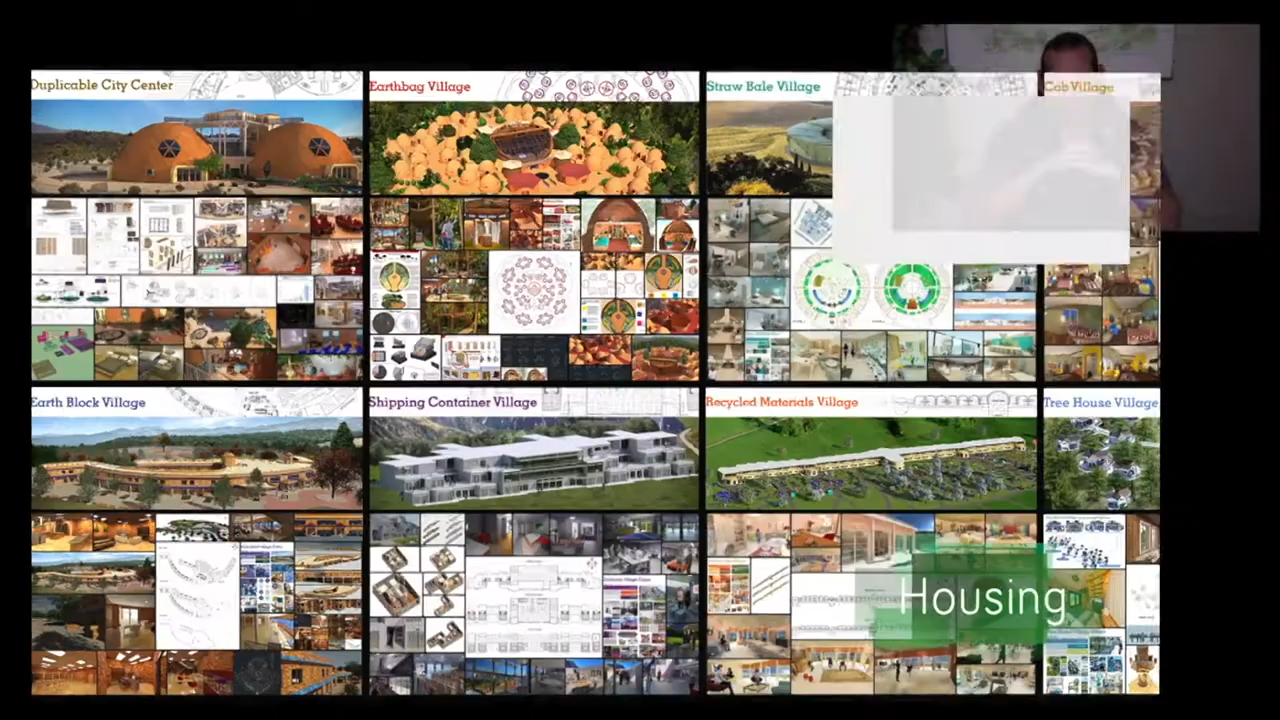 Duplicable City Center
Earthbag Village
Straw Bale Village
Cob Village
Earth Block Village
Shipping Container Village
Recycled Materials Village
Tree House Village
Housing